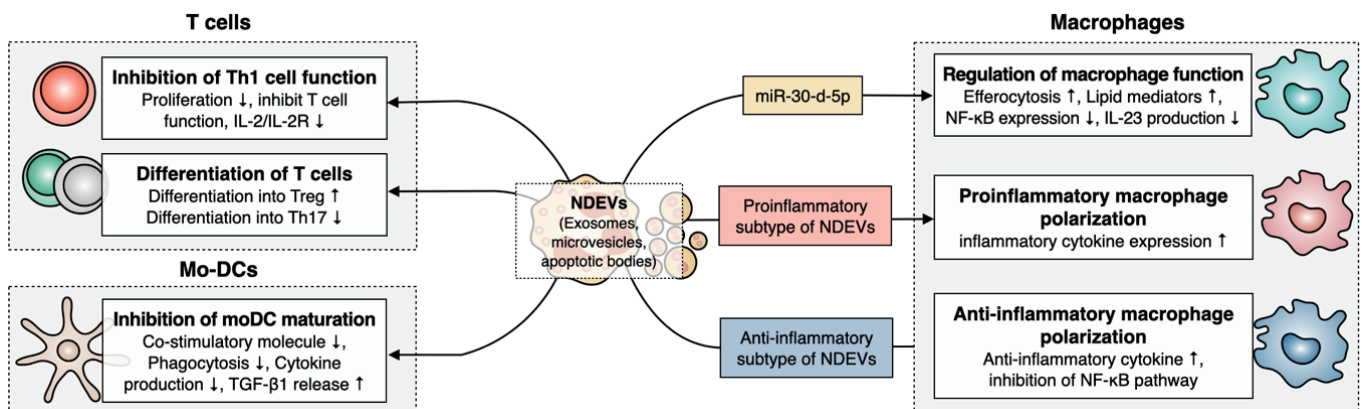 T cells
Inhibition of Th1 cell function
Proliferation ↓, inhibit T cell
function, IL-2/IL-2R ↓
Differentiation of T cells
Differentiation into Treg ↑
Differentiation into Th17 ↓
Mo-DCs
Inhibition of moDC maturation
Co-stimulatory molecule ↓,
Phagocytosis ↓, Cytokine
production ↓, TGF-β1 release ↑
NDEVs
(Exosomes,
microvesicles,
apoptotic bodies)
miR-30-d-5p
Proinflammatory
subtype of NDEVs
Anti-inflammatory
subtype of NDEVs
Macrophages
Regulation of macrophage function
Efferocytosis ↑, Lipid mediators ↑,
NF-κB expression ↓, IL-23 production ↓
Proinflammatory macrophage
polarization
inflammatory cytokine expression ↑
Anti-inflammatory macrophage
polarization
Anti-inflammatory cytokine ↑,
inhibition of NF-κB pathway